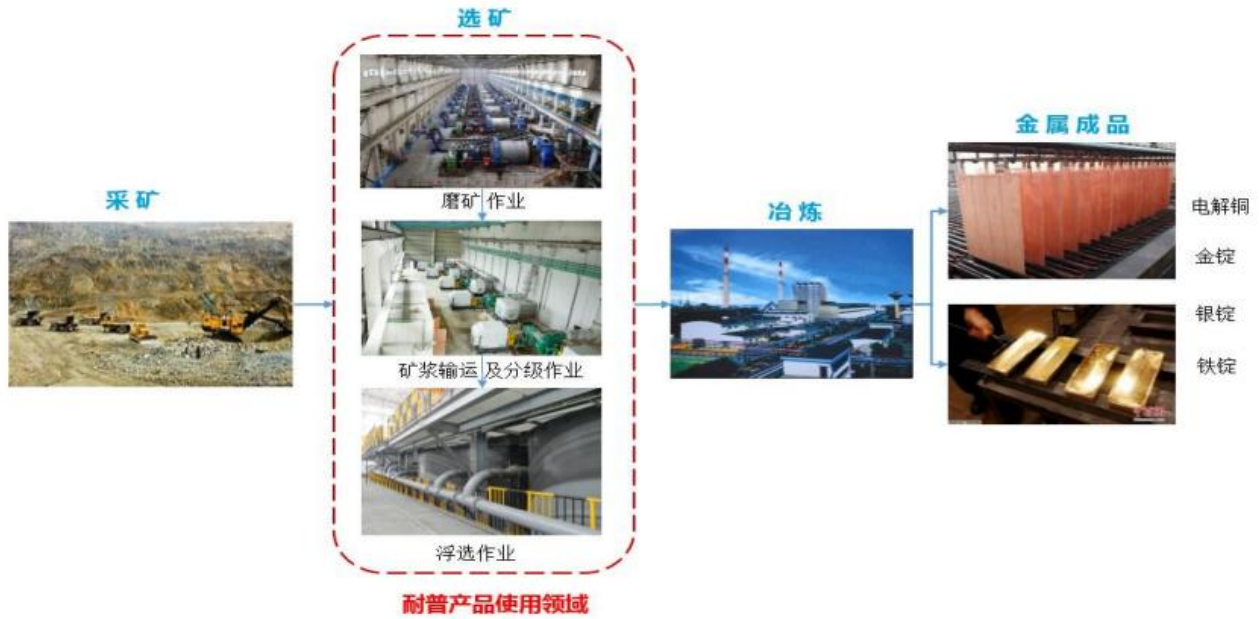 选矿
磨矿作业
矿浆输运及分级作业
浮选作业
耐普产品使用领域
采矿
冶炼
金属成品
电解铜
金锭
银锭
铁锭